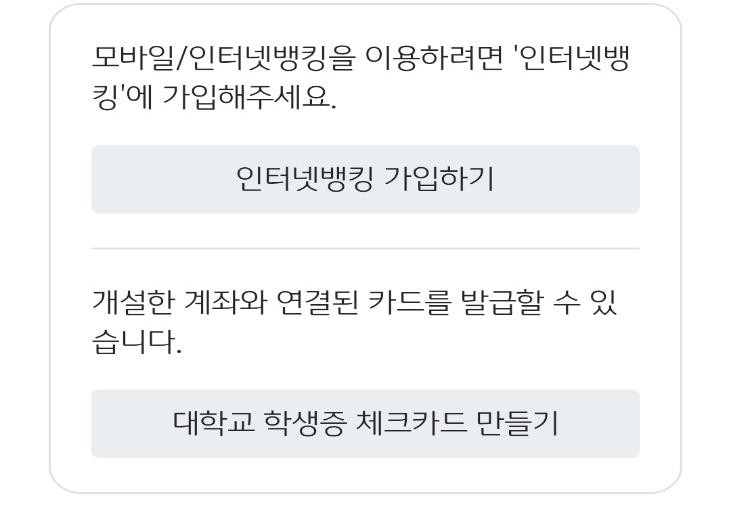 모바일/인터넷뱅킹을 이용하려면 '인터넷뱅
킹'에 가입해주세요.
인터넷뱅킹 가입하기
개설한 계좌와 연결된 카드를 발급할 수 있
습니다.
대학교 학생증 체크카드 만들기